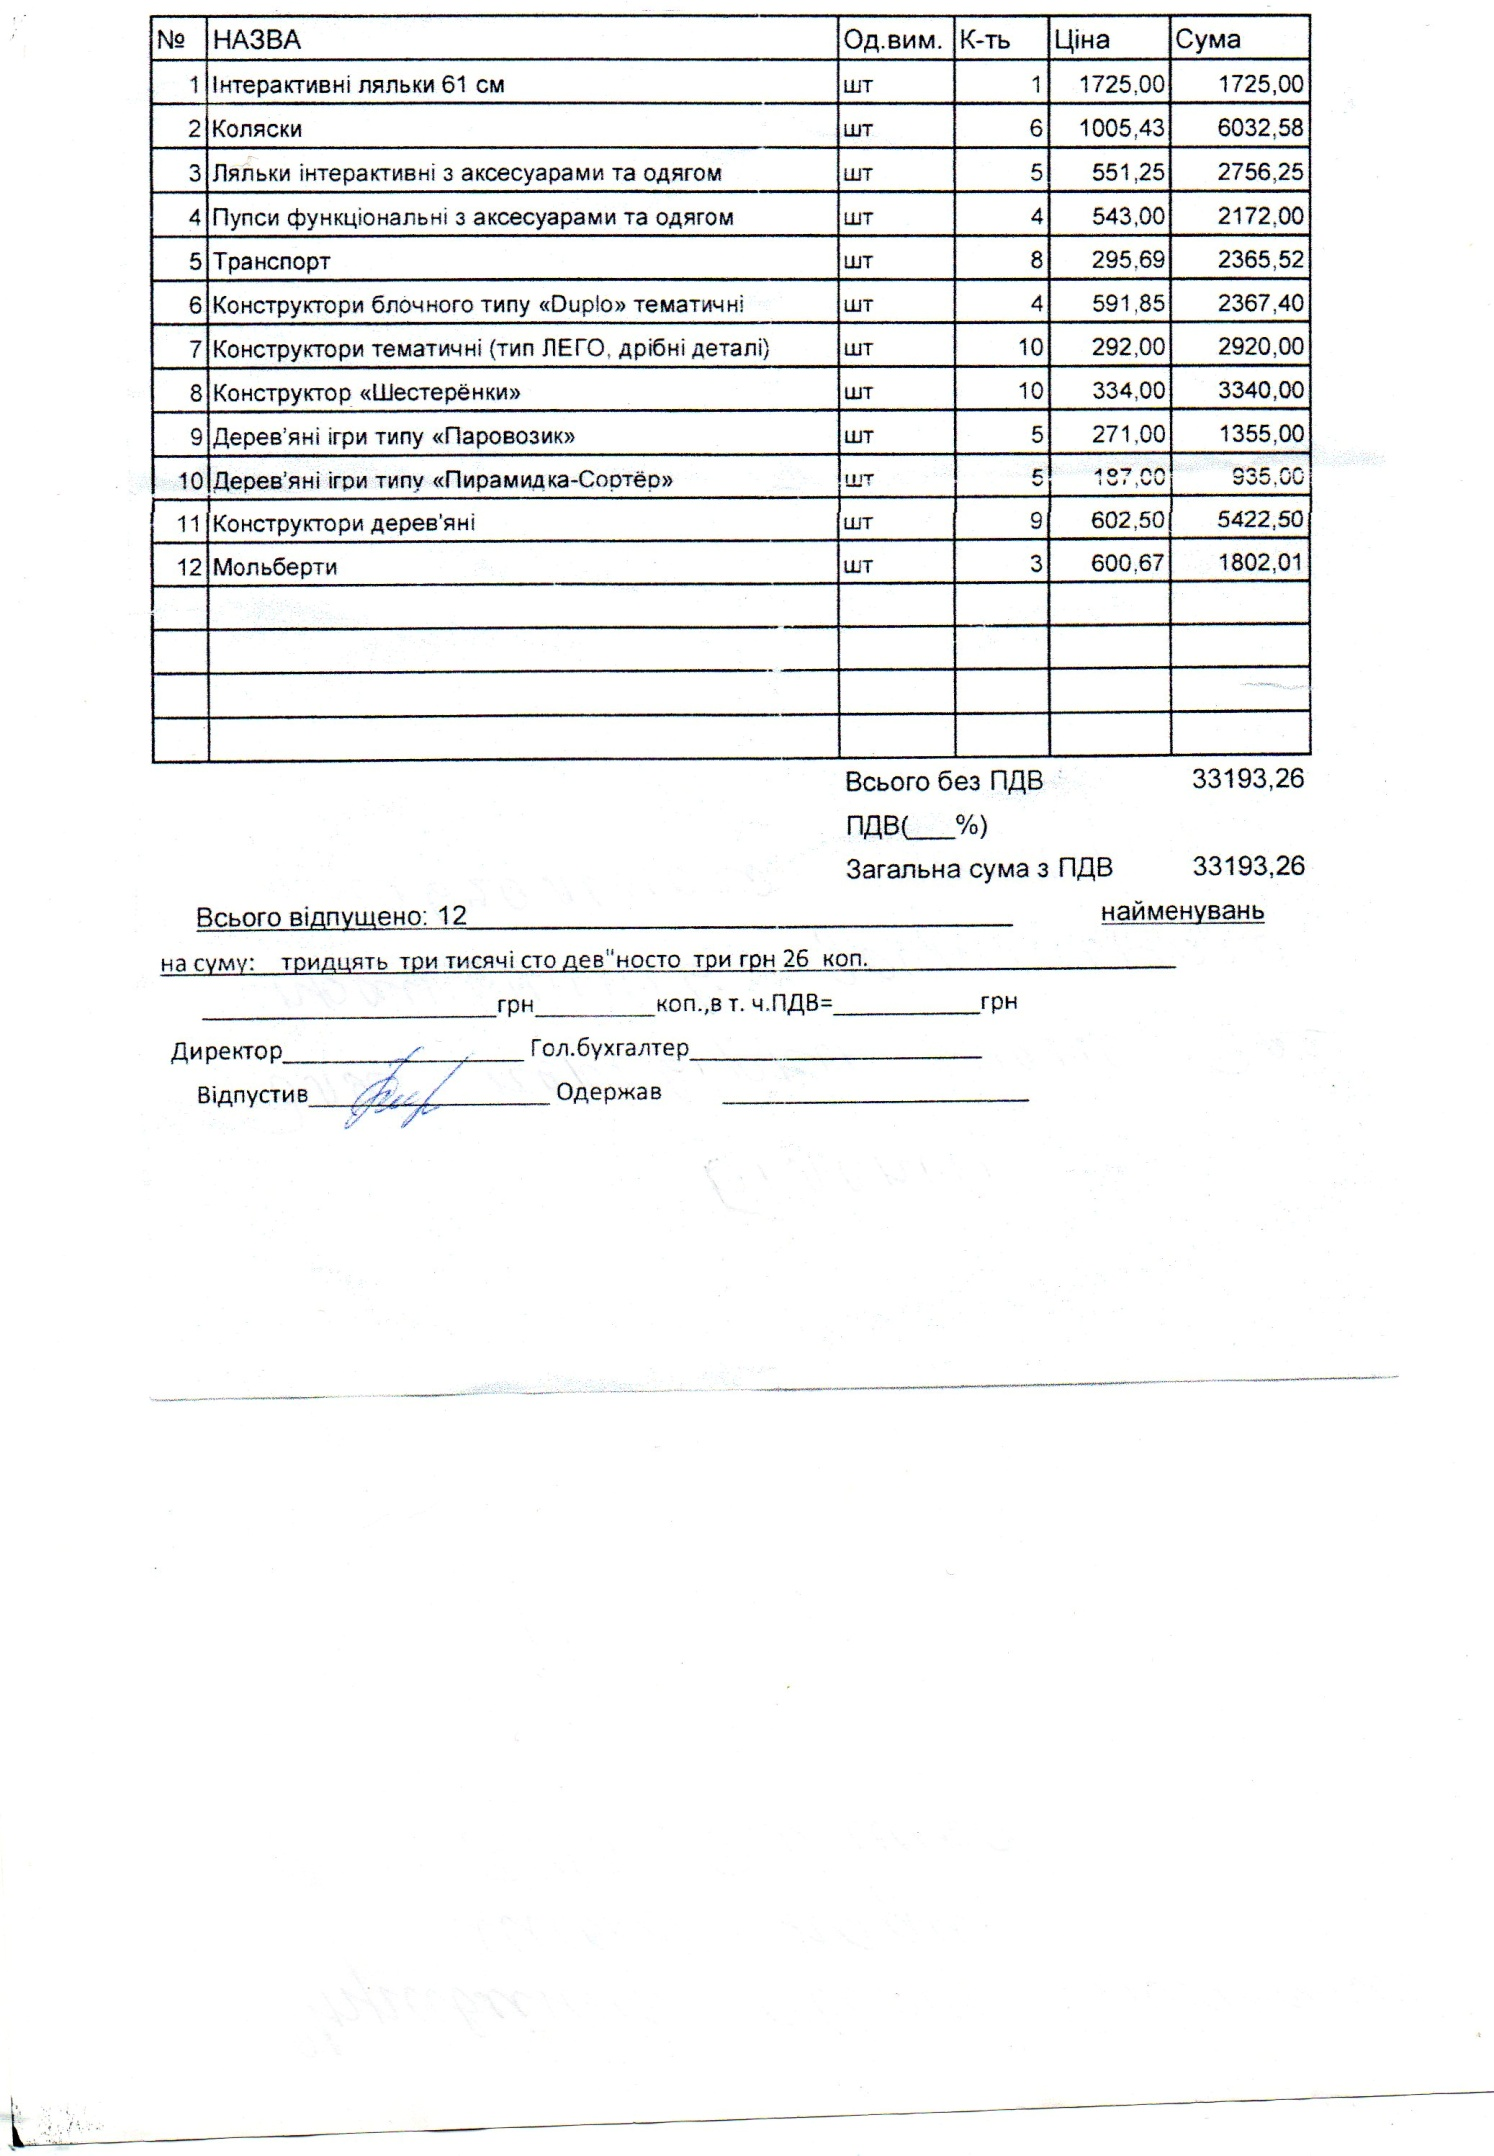 № НАЗВА Од.вим. К-ть Ціна Сума
1 Інтерактивні ляльки 61 см шт 1 1725,00 1725,00
2 Коляски шт 6 1005,43 6032,58
3 Ляльки інтерактивні з аксесуарами та одягом шт 5 551,25 2756,25
4 Пупси функціональні з аксесуарами та одягом шт 4 543,00 2172,00
5 Транспорт шт 8 295,69 2365,52
6 Конструктори блочного типу «Duplo» тематичні шт 4 591,85 2367,40
7 Конструктори тематичні (тип ЛЕГО, дрібні деталі) шт 10 292,00 2920,00
8 Конструктор «Шестерёнки» шт 10 334,00 3340,00
9 Дерев'яні ігри типу «Паровозик» шт 5 271,00 1355,00
10 Дерев'яні ігри типу «Пирамидка-Сортёр» шт 5 187,00 935,00
11 Конструктори дерев'яні шт 9 602,50 5422,50
12 Мольберти шт 3 600,67 1802,01
Всього без ПДВ 33193,26
ПДВ(___%)
Загальна сума з ПДВ 33193,26
Всього відпущено: 12 найменувань
на суму: тридцять три тисячі сто дев"носто три грн 26 коп.
грн коп.,в т. ч.ПДВ= грн
Директор Гол.бухгалтер
Відпустив Одержав